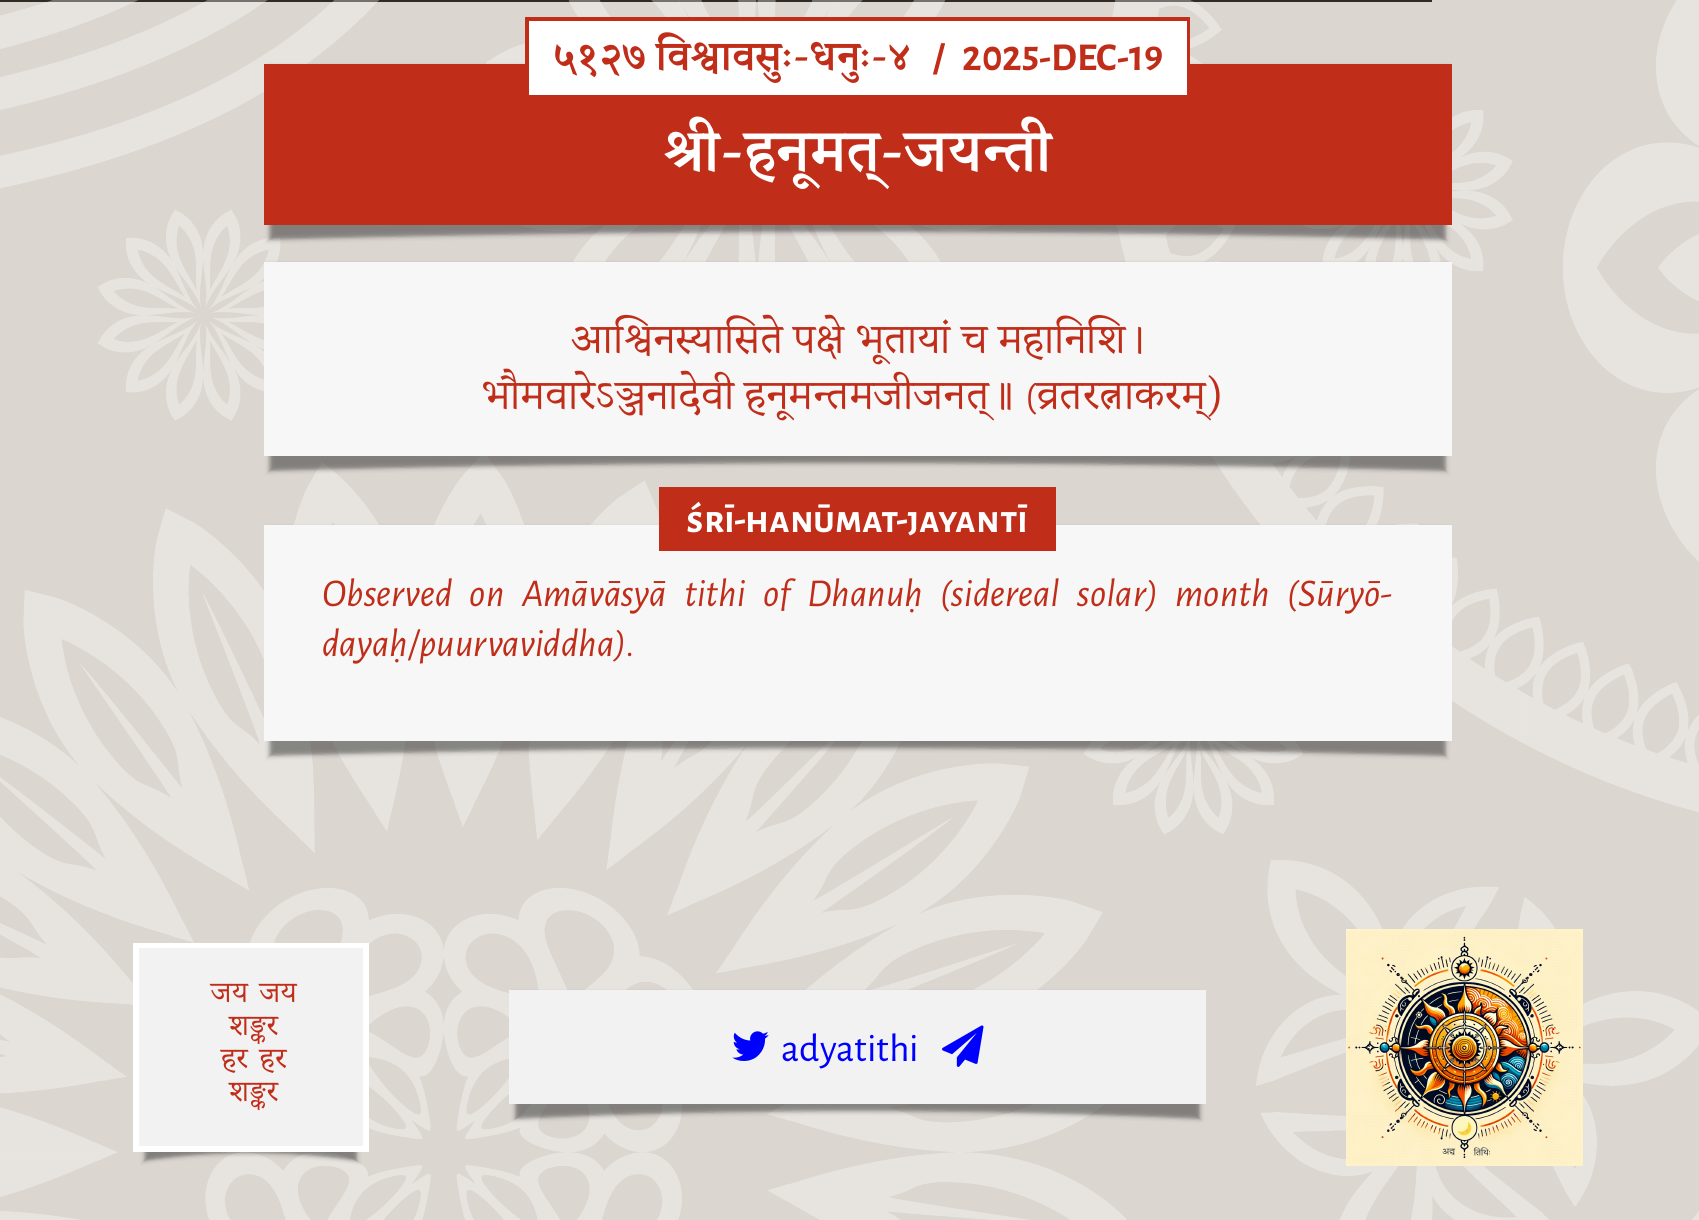 ५१२७ विश्वावसुः-धनुः-४ / 2025-DEC-19
श्री-हनूमत्-जयन्ती
आश्विनस्यासिते पक्षे भूतायां च महानिशि।
भौमवारेऽञ्जनादेवी हनूमन्तमजीजनत्॥ (व्रतरत्नाकरम्)
ŚRĪ-HANŪMAT-JAYANTĪ
Observed on Amāvāsyā tithi of Dhanuḥ (sidereal solar) month (Sūryō-
dayaḥ/puurvaviddha).
जय जय
शङ्कर
हर हर
शङ्कर
adyatithi
अद्य तिथिः